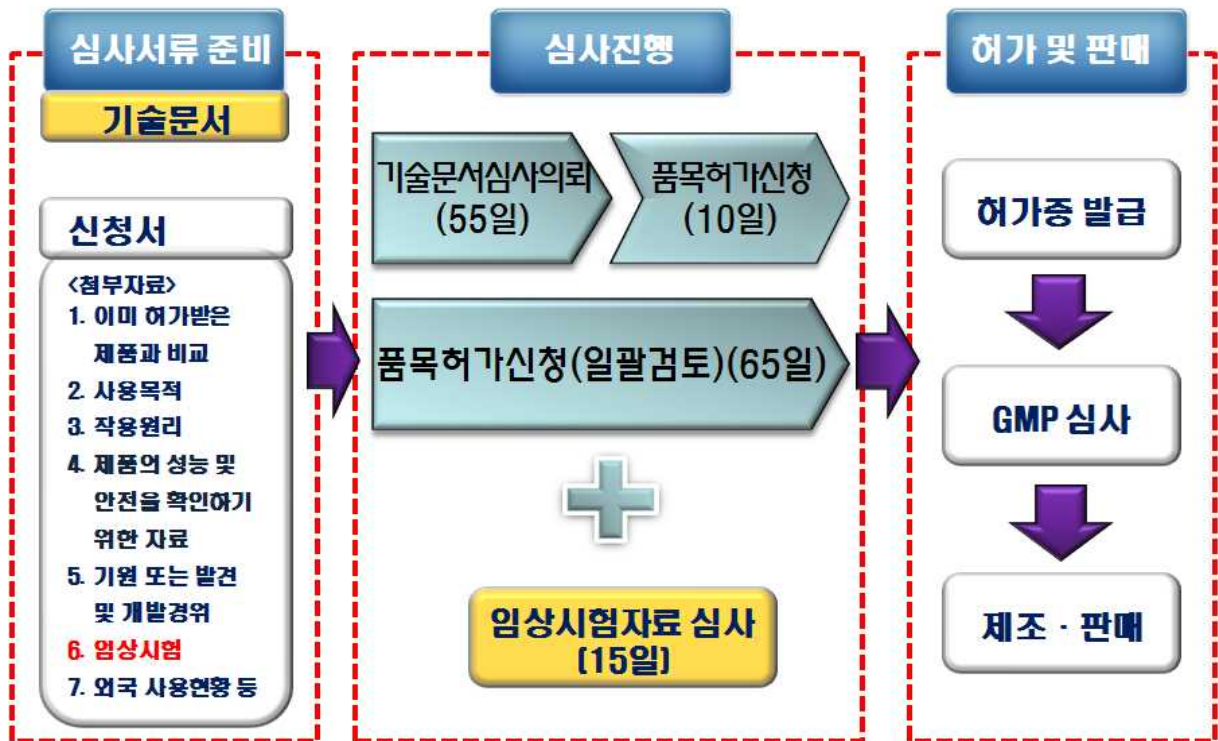 심사서류 준비
기술문서
신청서
<첨부자료>
1. 이미 허가받은
제품과 비교
2. 사용목적
3. 작용원리
4. 제품의 성능 및
안전을 확인하기
위한 자료
5. 기원 또는 발견
및 개발경위
6. 임상시험
7. 외국 사용현황 등
심사진행
기술문서심사의뢰
(55일)
품목허가신청
(10일)
품목허가신청(일괄검토)(65일)
임상시험자료 심사
(15일)
허가 및 판매
허가증 발급
GMP 심사
제조 · 판매